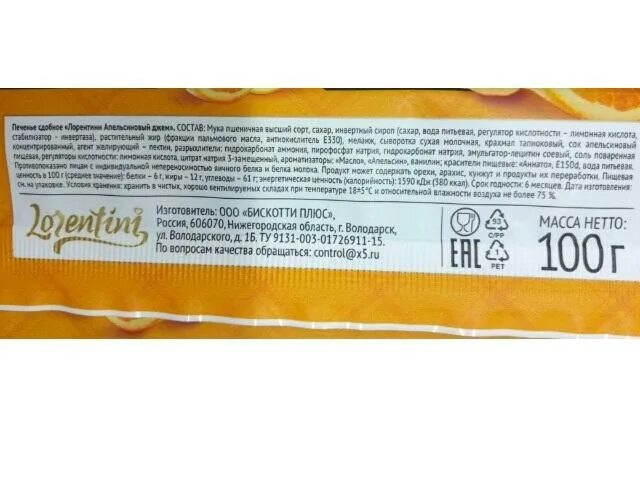 Печенье сдобное «Лорентини Апельсиновый джем». СОСТАВ: Мука пшеничная высший сорт, сахар, инвертный сироп (сахар, вода питьевая, регулятор кислотности – лимонная кислота,
стабилизатор - инвертаза), растительный жир (фракции пальмового масла, антиокислитель Е330), меланж, сыворотка сухая молочная, крахмал тапиоковый, сок апельсиновый
концентрированный, агент желирующий – пектин, разрыхлители: гидрокарбонат аммония, пирофосфат натрия, гидрокарбонат натрия, эмульгатор-лецитин соевый, соль поваренная
пищевая, регуляторы кислотности: лимонная кислота, цитрат натрия 3-замещенный, ароматизаторы: «Масло», «Апельсин», ванилин; красители пищевые: «Аннато», Е150d, вода питьевая.
Противопоказано лицам с индивидуальной непереносимостью яичного белка и белка молока. Продукт может содержать орехи, арахис, кунжут и продукты их переработки. Пищевая
ценность в 100 г (среднее значение): белки – 6 г, жиры – 12 г, углеводы – 61 г; энергетическая ценность (калорийность): 1590 кДж (380 ккал). Срок годности: 6 месяцев. Дата изготовления:
см. на упаковке. Условия хранения: хранить в чистых, хорошо вентилируемых складах при температуре 18±5°С и относительной влажности воздуха не более 75 %.
Lorentini
Изготовитель: ООО «БИСКОТТИ ПЛЮС»,
Россия, 606070, Нижегородская область, г. Володарск,
ул. Володарского, д. 1Б. ТУ 9131-003-01726911-15.
По вопросам качества обращаться: control@x5.ru
93
C/PP
EAC
1
PET
МАССА НЕТТО:
100 г